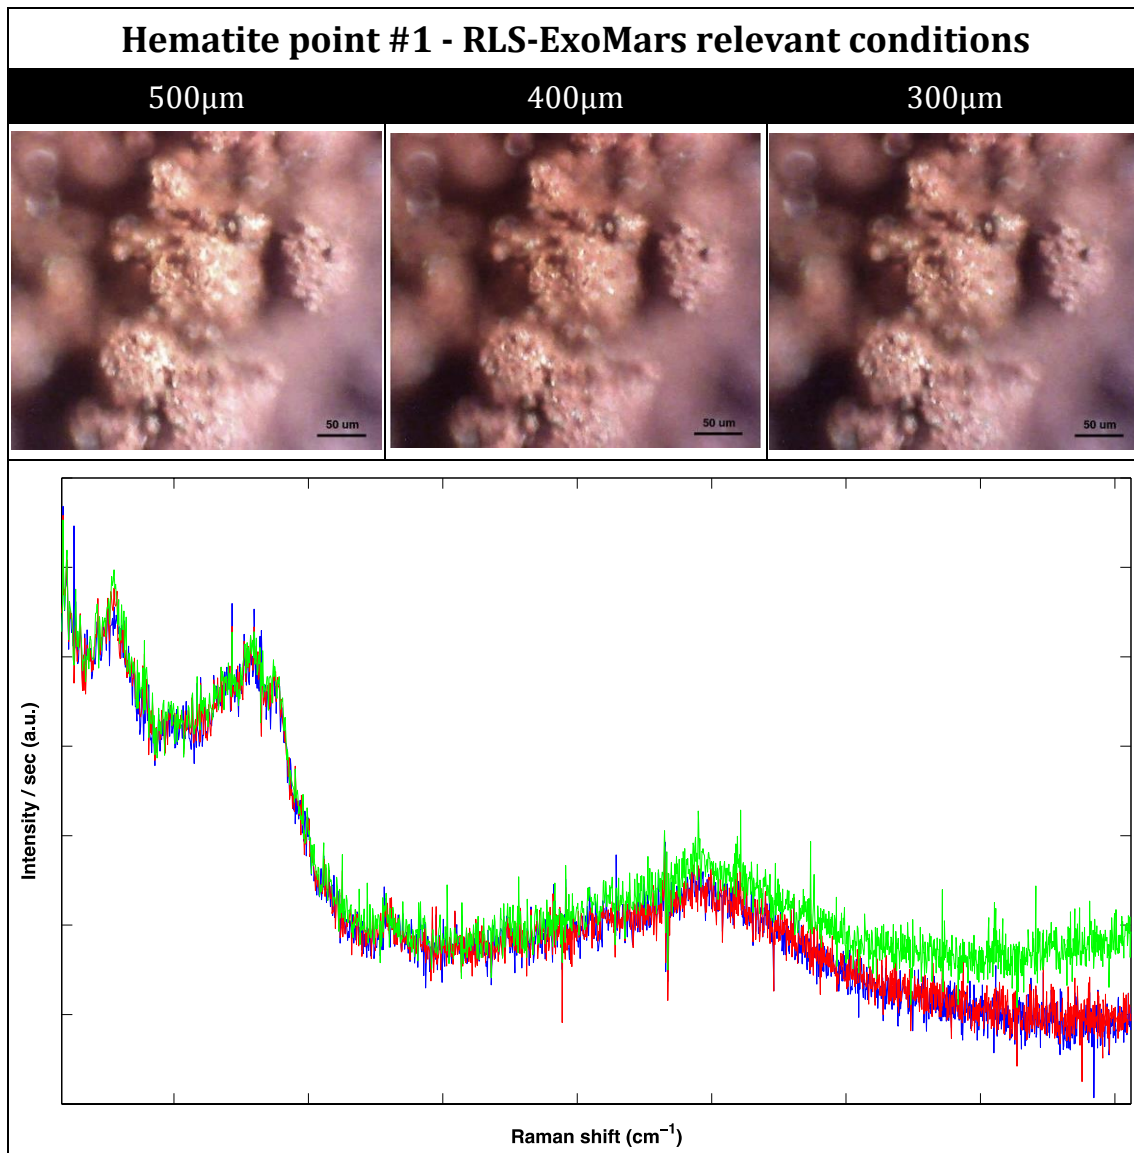 Hematite point #1 - RLS-ExoMars relevant conditions
500μm
400μm
300μm
50 um
50 um
50 um
Intensity / sec (a.u.)
Raman shift (cm⁻¹)